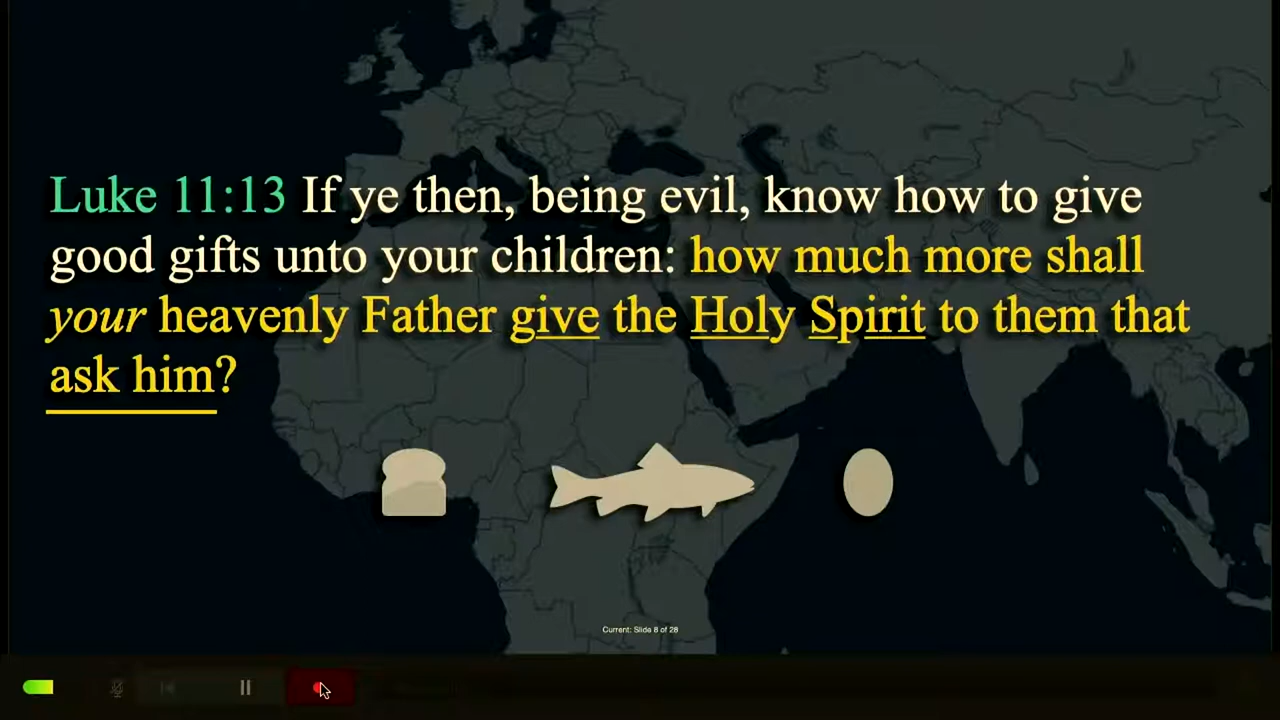 Luke 11:13 If ye then, being evil, know how to give
good gifts unto your children: how much more shall
your heavenly Father give the Holy Spirit to them that
ask him?
Current: Slide 8 of 28